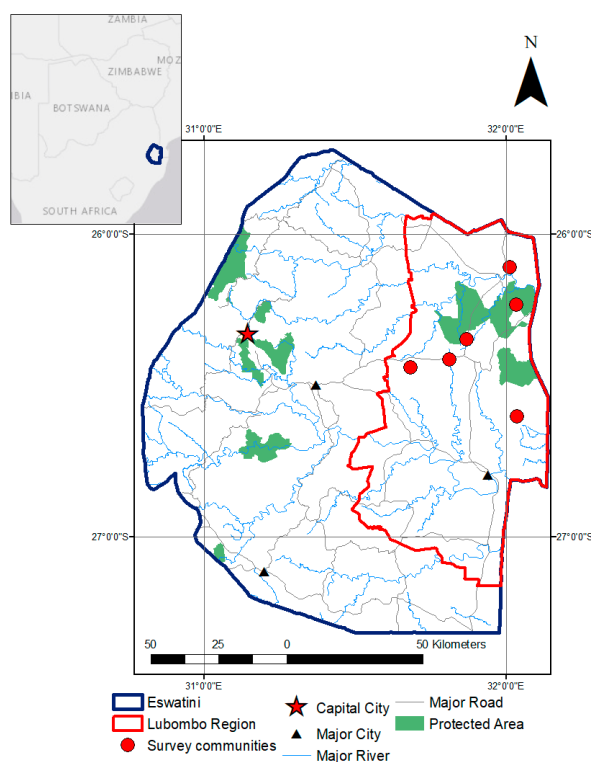 ZAMBIA
MOZ
ZIMBABWE
IBIA
BOTSWANA
SOUTH AFRICA
N
31°0'0"E
32°0'0"E
26°0'0"S
26°0'0"S
27°0'0"S
27°0'0"S
50
25
0
50 Kilometers
31°0'0"E
32°0'0"E
Eswatini
Capital City
Major Road
Lubombo Region
Major City
Protected Area
Survey communities
Major River